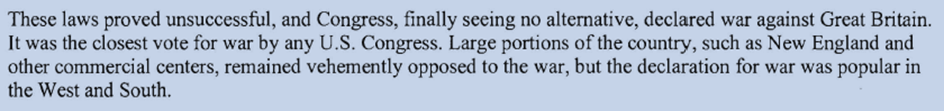 These laws proved unsuccessful, and Congress, finally seeing no alternative, declared war against Great Britain.
It was the closest vote for war by any U.S. Congress. Large portions of the country, such as New England and
other commercial centers, remained vehemently opposed to the war, but the declaration for war was popular in
the West and South.